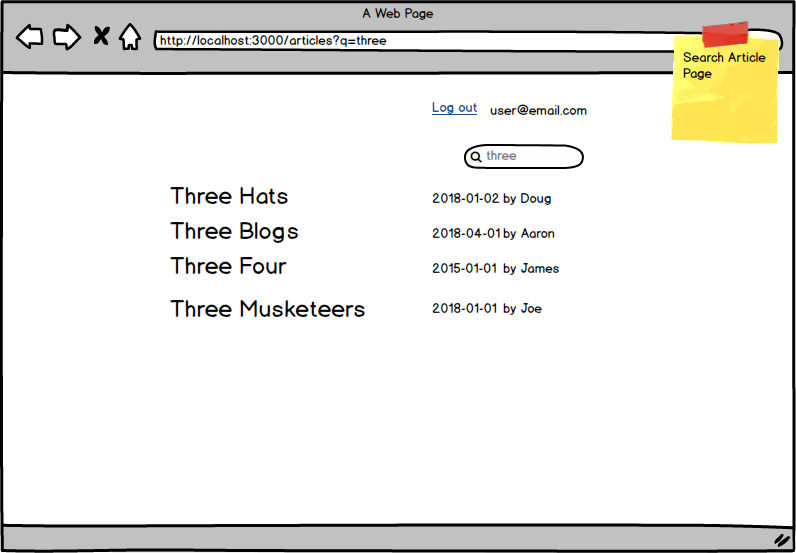 A Web Page
http://localhost:3000/articles?q=three
Search Article
Page
Log out user@email.com
three
Three Hats 2018-01-02 by Doug
Three Blogs 2018-04-01 by Aaron
Three Four 2015-01-01 by James
Three Musketeers 2018-01-01 by Joe